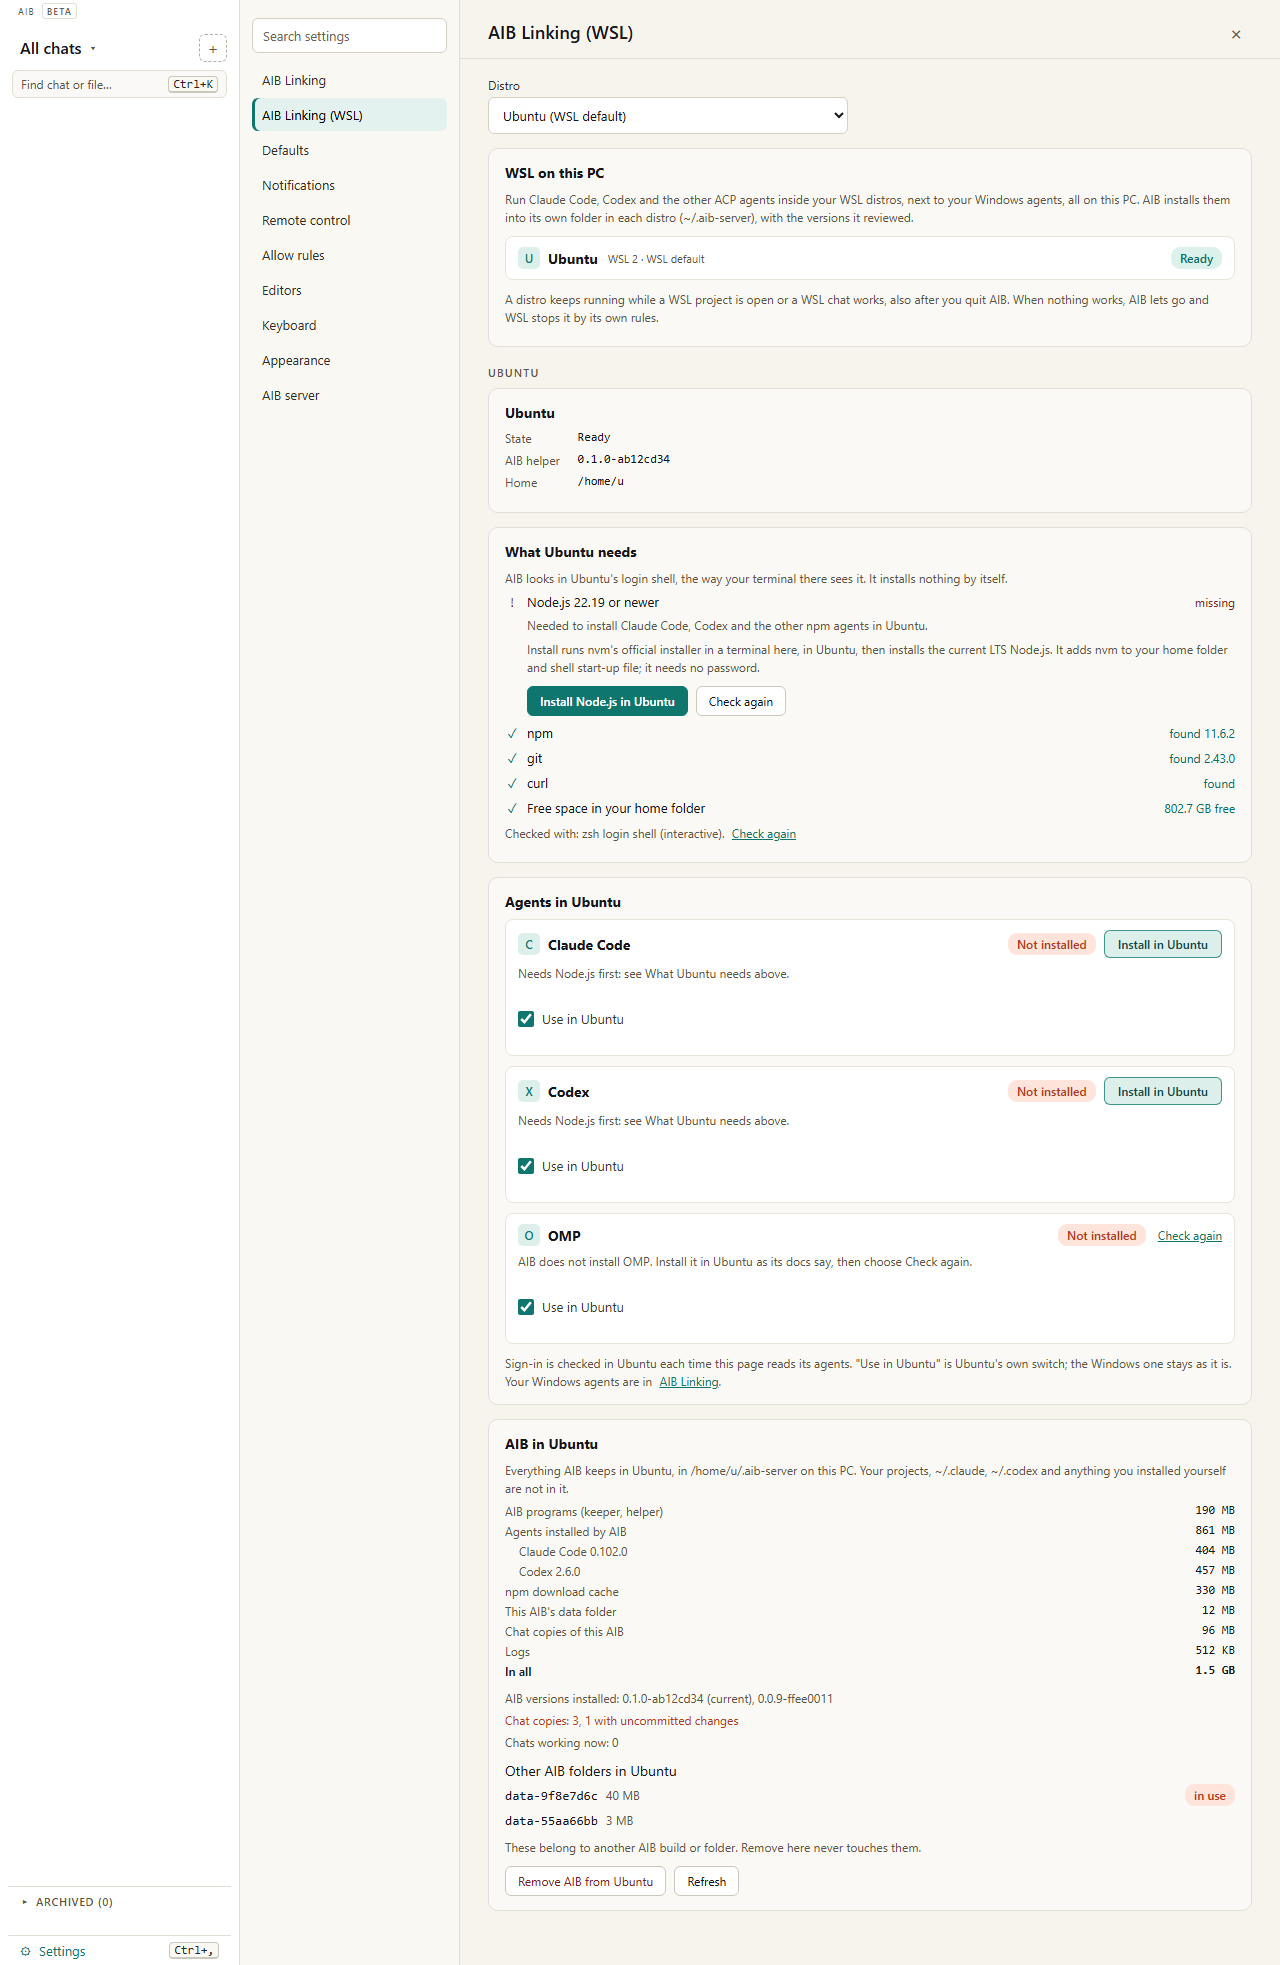 AIB BETA
All chats
+
Find chat or file... Ctrl+K
ARCHIVED (0)
Settings Ctrl+,
Search settings
AIB Linking
AIB Linking (WSL)
Defaults
Notifications
Remote control
Allow rules
Editors
Keyboard
Appearance
AIB server
AIB Linking (WSL)
×
Distro
Ubuntu (WSL default)
WSL on this PC
Run Claude Code, Codex and the other ACP agents inside your WSL distros, next to your Windows agents, all on this PC. AIB installs them
into its own folder in each distro (~/.aib-server), with the versions it reviewed.
U Ubuntu WSL 2 · WSL default Ready
A distro keeps running while a WSL project is open or a WSL chat works, also after you quit AIB. When nothing works, AIB lets go and
WSL stops it by its own rules.
UBUNTU
Ubuntu
State Ready
AIB helper 0.1.0-ab12cd34
Home /home/u
What Ubuntu needs
AIB looks in Ubuntu's login shell, the way your terminal there sees it. It installs nothing by itself.
! Node.js 22.19 or newer missing
Needed to install Claude Code, Codex and the other npm agents in Ubuntu.
Install runs nvm's official installer in a terminal here, in Ubuntu, then installs the current LTS Node.js. It adds nvm to your home folder
and shell start-up file; it needs no password.
Install Node.js in Ubuntu Check again
✓ npm found 11.6.2
✓ git found 2.43.0
✓ curl found
✓ Free space in your home folder 802.7 GB free
Checked with: zsh login shell (interactive). Check again
Agents in Ubuntu
C Claude Code Not installed Install in Ubuntu
Needs Node.js first: see What Ubuntu needs above.
Use in Ubuntu
X Codex Not installed Install in Ubuntu
Needs Node.js first: see What Ubuntu needs above.
Use in Ubuntu
O OMP Not installed Check again
AIB does not install OMP. Install it in Ubuntu as its docs say, then choose Check again.
Use in Ubuntu
Sign-in is checked in Ubuntu each time this page reads its agents. "Use in Ubuntu" is Ubuntu's own switch; the Windows one stays as it is.
Your Windows agents are in AIB Linking.
AIB in Ubuntu
Everything AIB keeps in Ubuntu, in /home/u/.aib-server on this PC. Your projects, ~/.claude, ~/.codex and anything you installed yourself
are not in it.
AIB programs (keeper, helper) 190 MB
Agents installed by AIB 861 MB
Claude Code 0.102.0 404 MB
Codex 2.6.0 457 MB
npm download cache 330 MB
This AIB's data folder 12 MB
Chat copies of this AIB 96 MB
Logs 512 KB
In all 1.5 GB
AIB versions installed: 0.1.0-ab12cd34 (current), 0.0.9-ffee0011
Chat copies: 3, 1 with uncommitted changes
Chats working now: 0
Other AIB folders in Ubuntu
data-9f8e7d6c 40 MB in use
data-55aa66bb 3 MB
These belong to another AIB build or folder. Remove here never touches them.
Remove AIB from Ubuntu Refresh